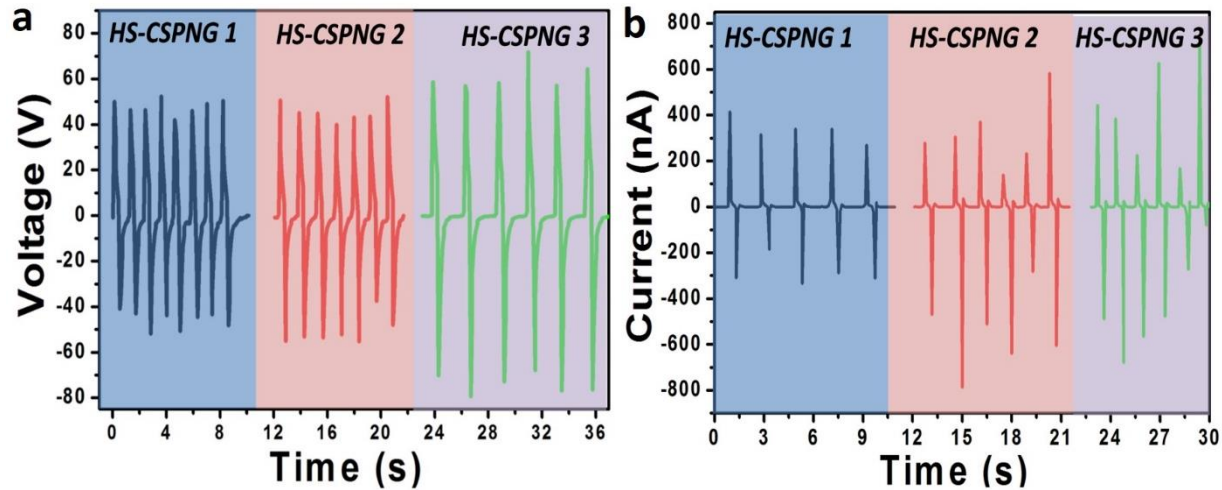 a
HS-CSPNG 1
HS-CSPNG 2
HS-CSPNG 3
Voltage (V)
80
60
40
20
0
-20
-40
-60
-80
0 4 8 12 16 20 24 28 32 36
Time (s)
b
HS-CSPNG 1
HS-CSPNG 2
HS-CSPNG 3
Current (nA)
800
600
400
200
0
-200
-400
-600
-800
0 3 6 9 12 15 18 21 24 27 30
Time (s)